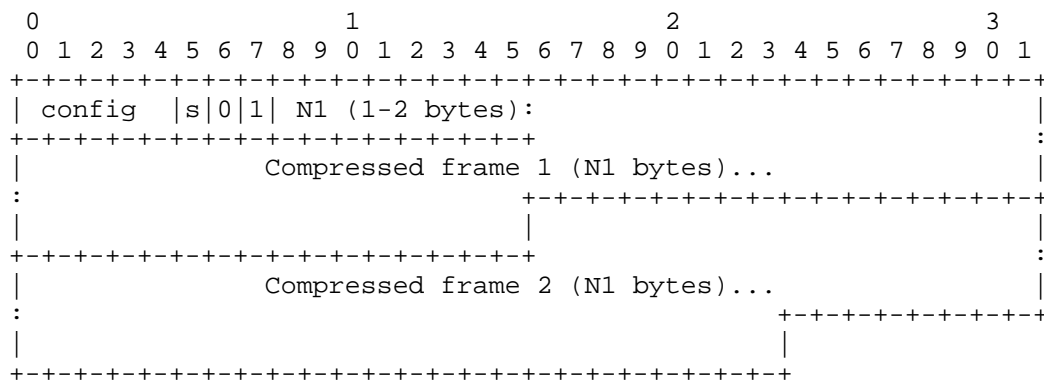 0                   1                   2                   3
 0 1 2 3 4 5 6 7 8 9 0 1 2 3 4 5 6 7 8 9 0 1 2 3 4 5 6 7 8 9 0 1
+-+-+-+-+-+-+-+-+-+-+-+-+-+-+-+-+-+-+-+-+-+-+-+-+-+-+-+-+-+-+-+-+
| config  |s|0|1| N1 (1-2 bytes):                               |
+-+-+-+-+-+-+-+-+-+-+-+-+-+-+-+-+                               :
|               Compressed frame 1 (N1 bytes)...                |
:                               +-+-+-+-+-+-+-+-+-+-+-+-+-+-+-+-+
|                               |                               |
+-+-+-+-+-+-+-+-+-+-+-+-+-+-+-+-+                               :
|               Compressed frame 2 (N1 bytes)...                |
:                                               +-+-+-+-+-+-+-+-+
|                                               |
+-+-+-+-+-+-+-+-+-+-+-+-+-+-+-+-+-+-+-+-+-+-+-+-+